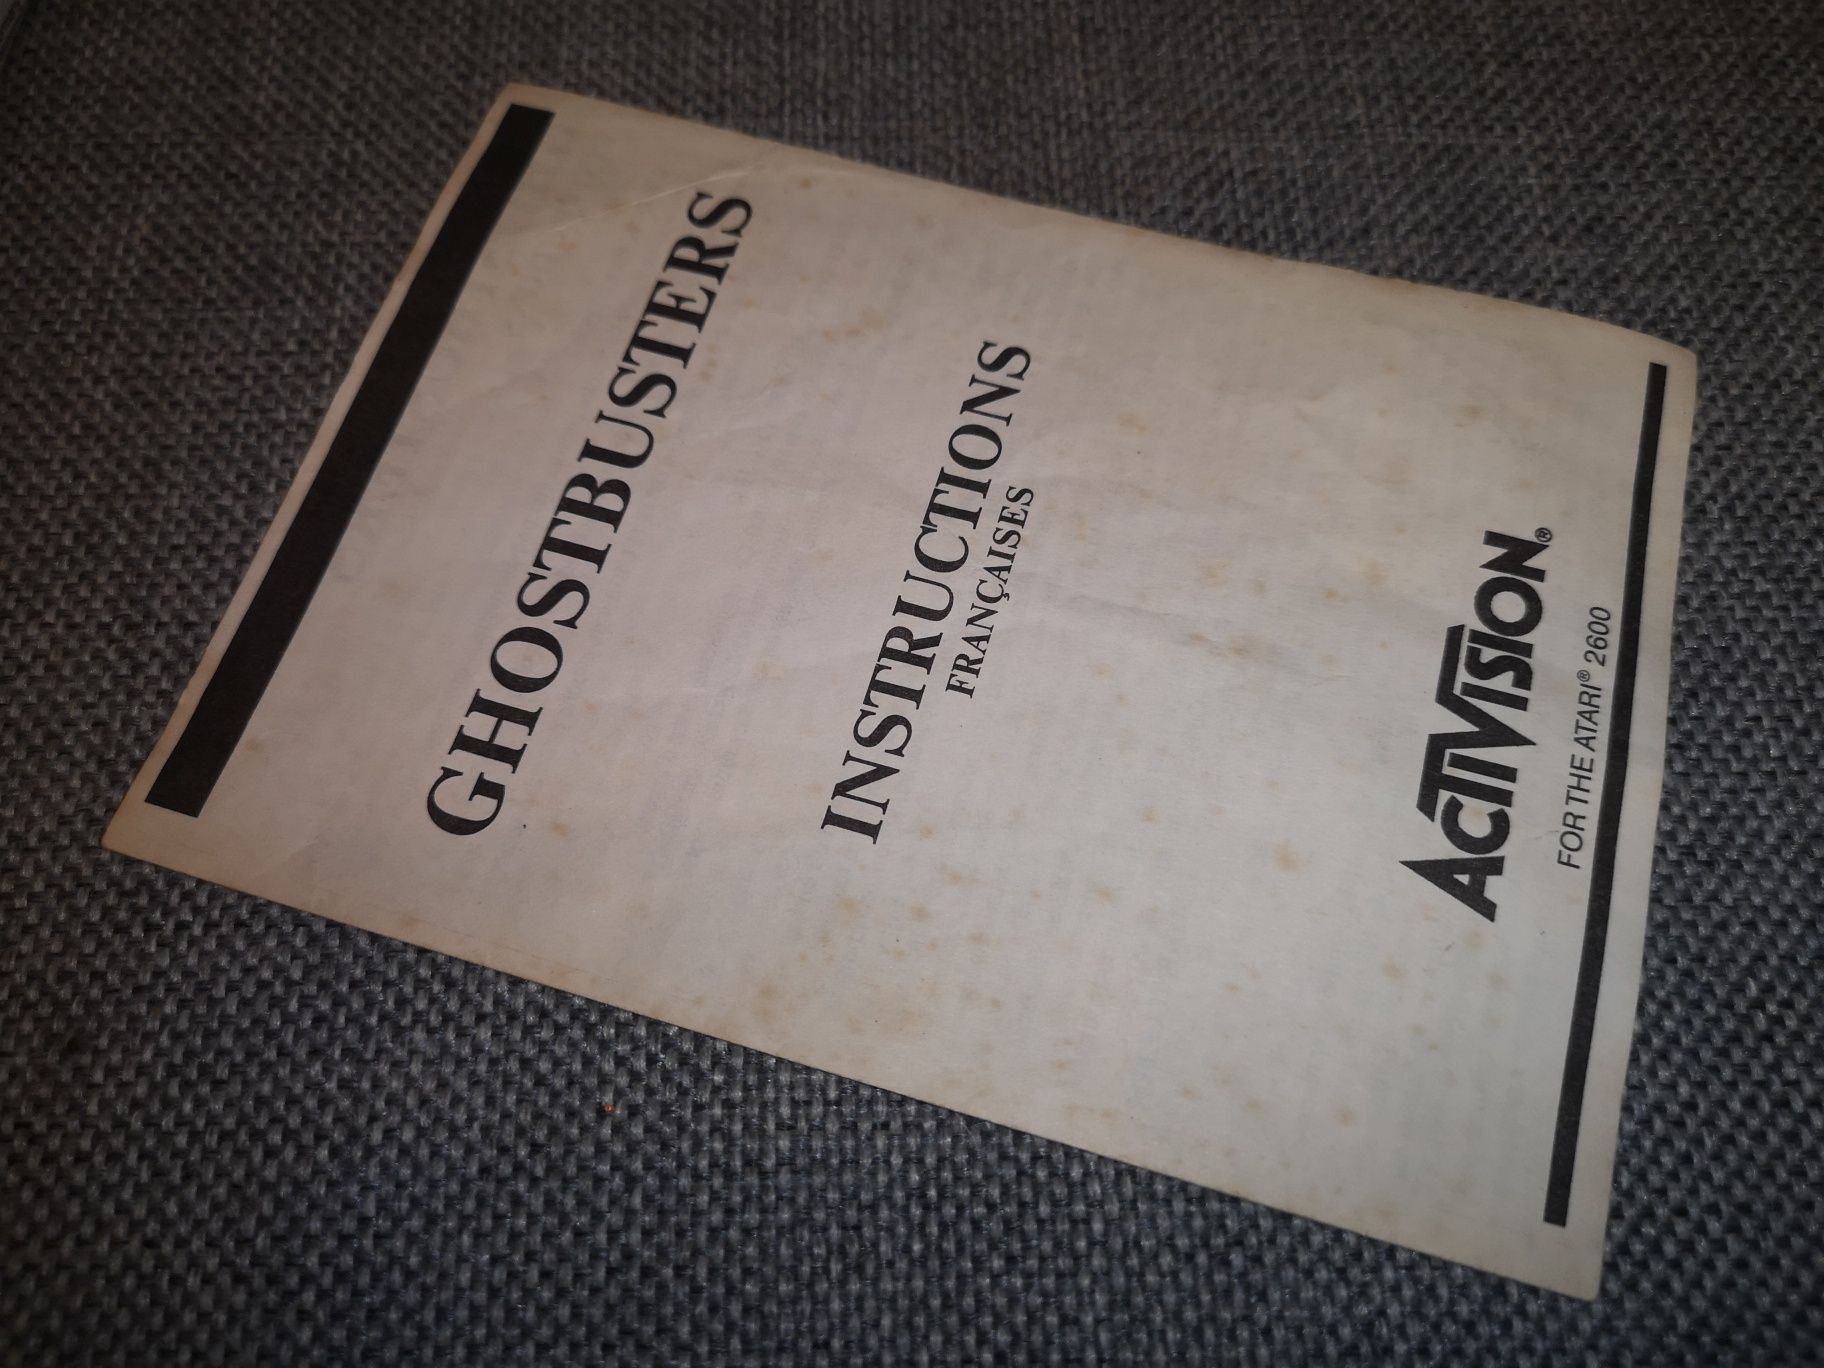 GHOSTBUSTERS
INSTRUCTIONS
FRANÇAISES
ACTIVISION®
FOR THE ATARI® 2600